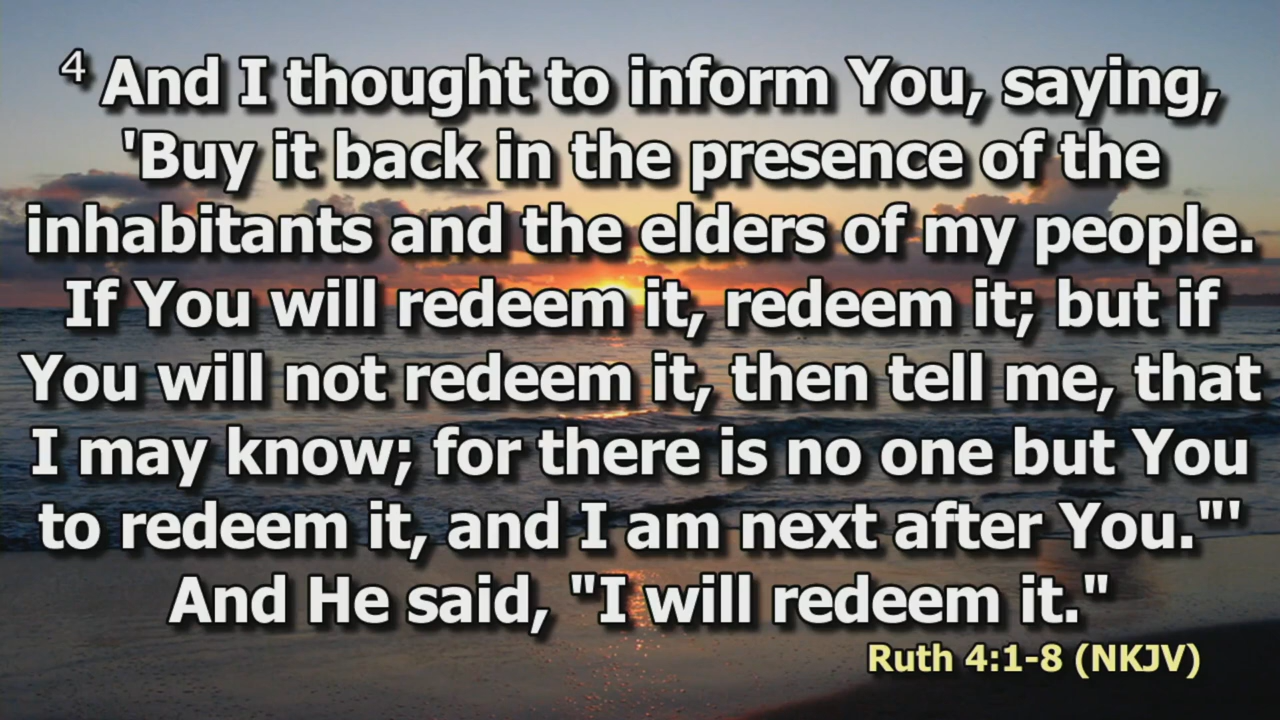 4 And I thought to inform You, saying,
'Buy it back in the presence of the
inhabitants and the elders of my people.
If You will redeem it, redeem it; but if
You will not redeem it, then tell me, that
I may know; for there is no one but You
to redeem it, and I am next after You."'
And He said, "I will redeem it."
Ruth 4:1-8 (NKJV)